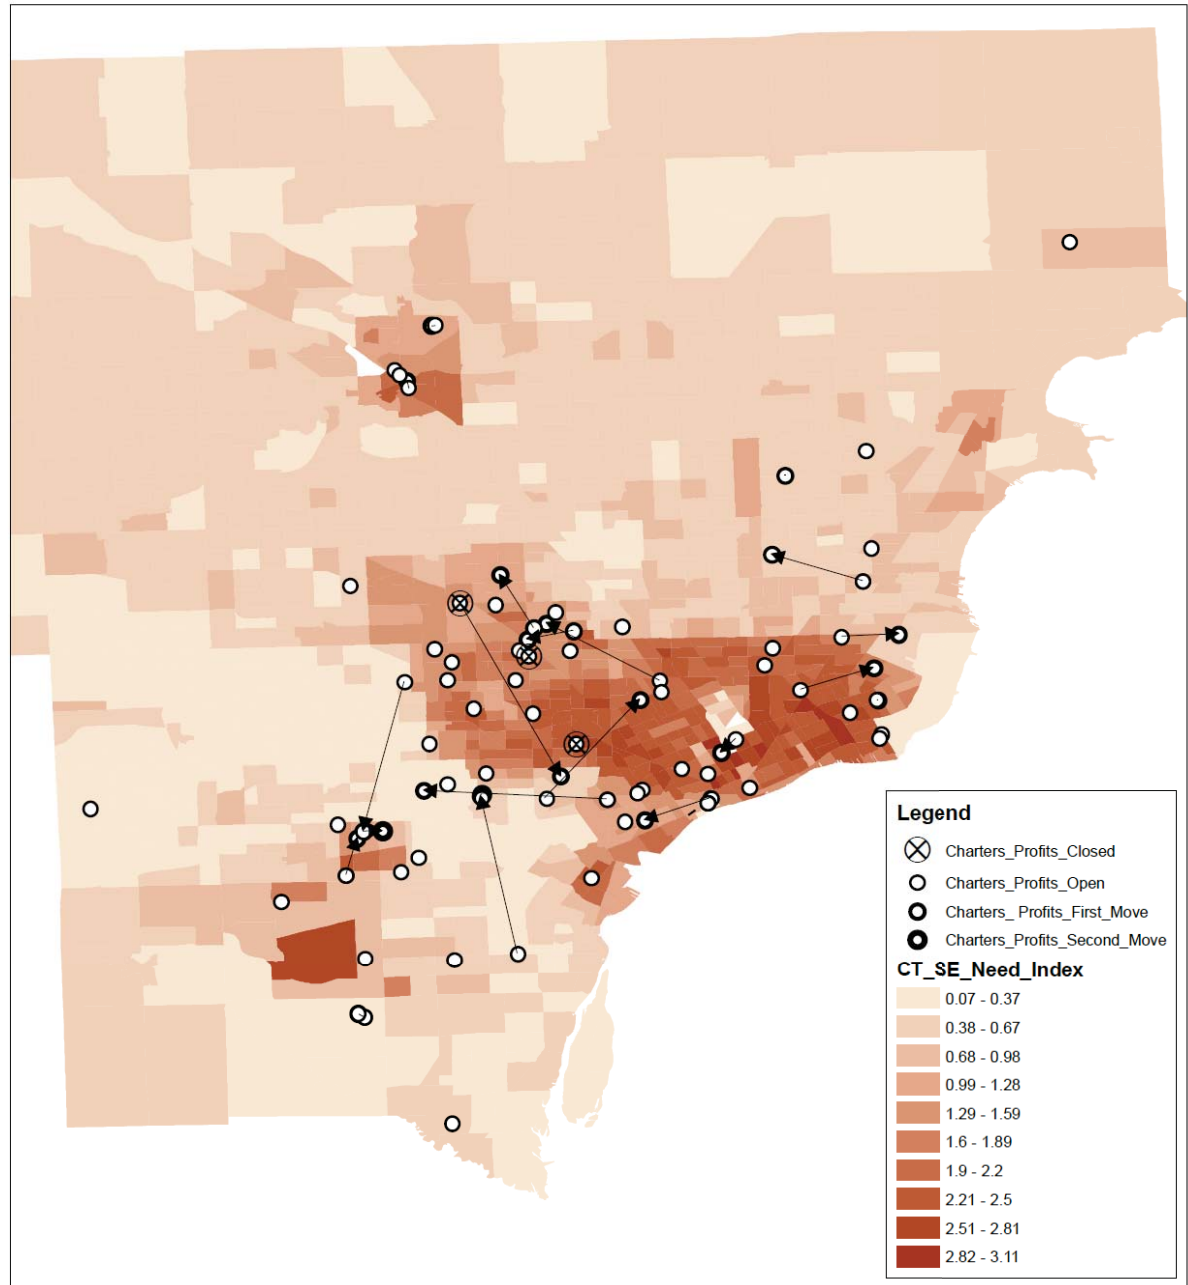 Legend
Charters_Profits_Closed
Charters_Profits_Open
Charters_ Profits_First_Move
Charters_Profits_Second_Move
CT_SE_Need_Index
0.07 - 0.37
0.38 - 0.67
0.68 - 0.98
0.99 - 1.28
1.29 - 1.59
1.6 - 1.89
1.9 - 2.2
2.21 - 2.5
2.51 - 2.81
2.82 - 3.11